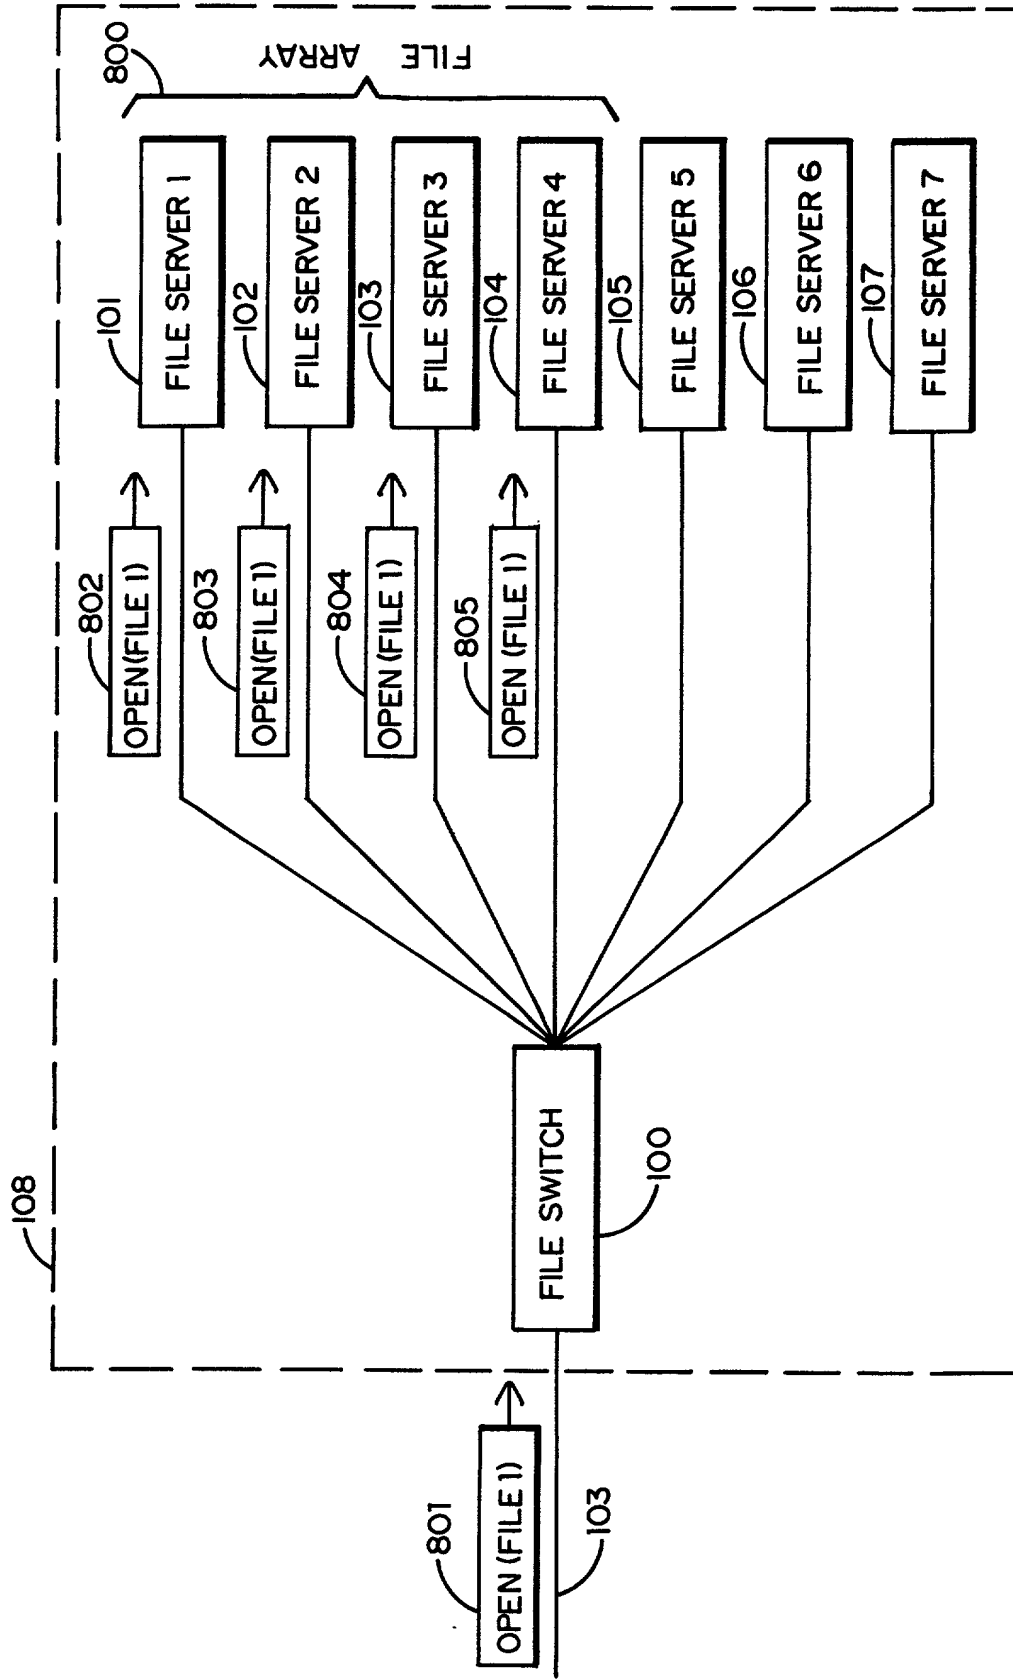 108
800
FILE ARRAY
101
FILE SERVER 1
802
OPEN(FILE 1)
102
FILE SERVER 2
803
OPEN(FILE 1)
103
FILE SERVER 3
804
OPEN (FILE 1)
104
FILE SERVER 4
805
OPEN (FILE 1)
105
FILE SERVER 5
106
FILE SERVER 6
107
FILE SERVER 7
FILE SWITCH
100
801
OPEN (FILE 1)
103